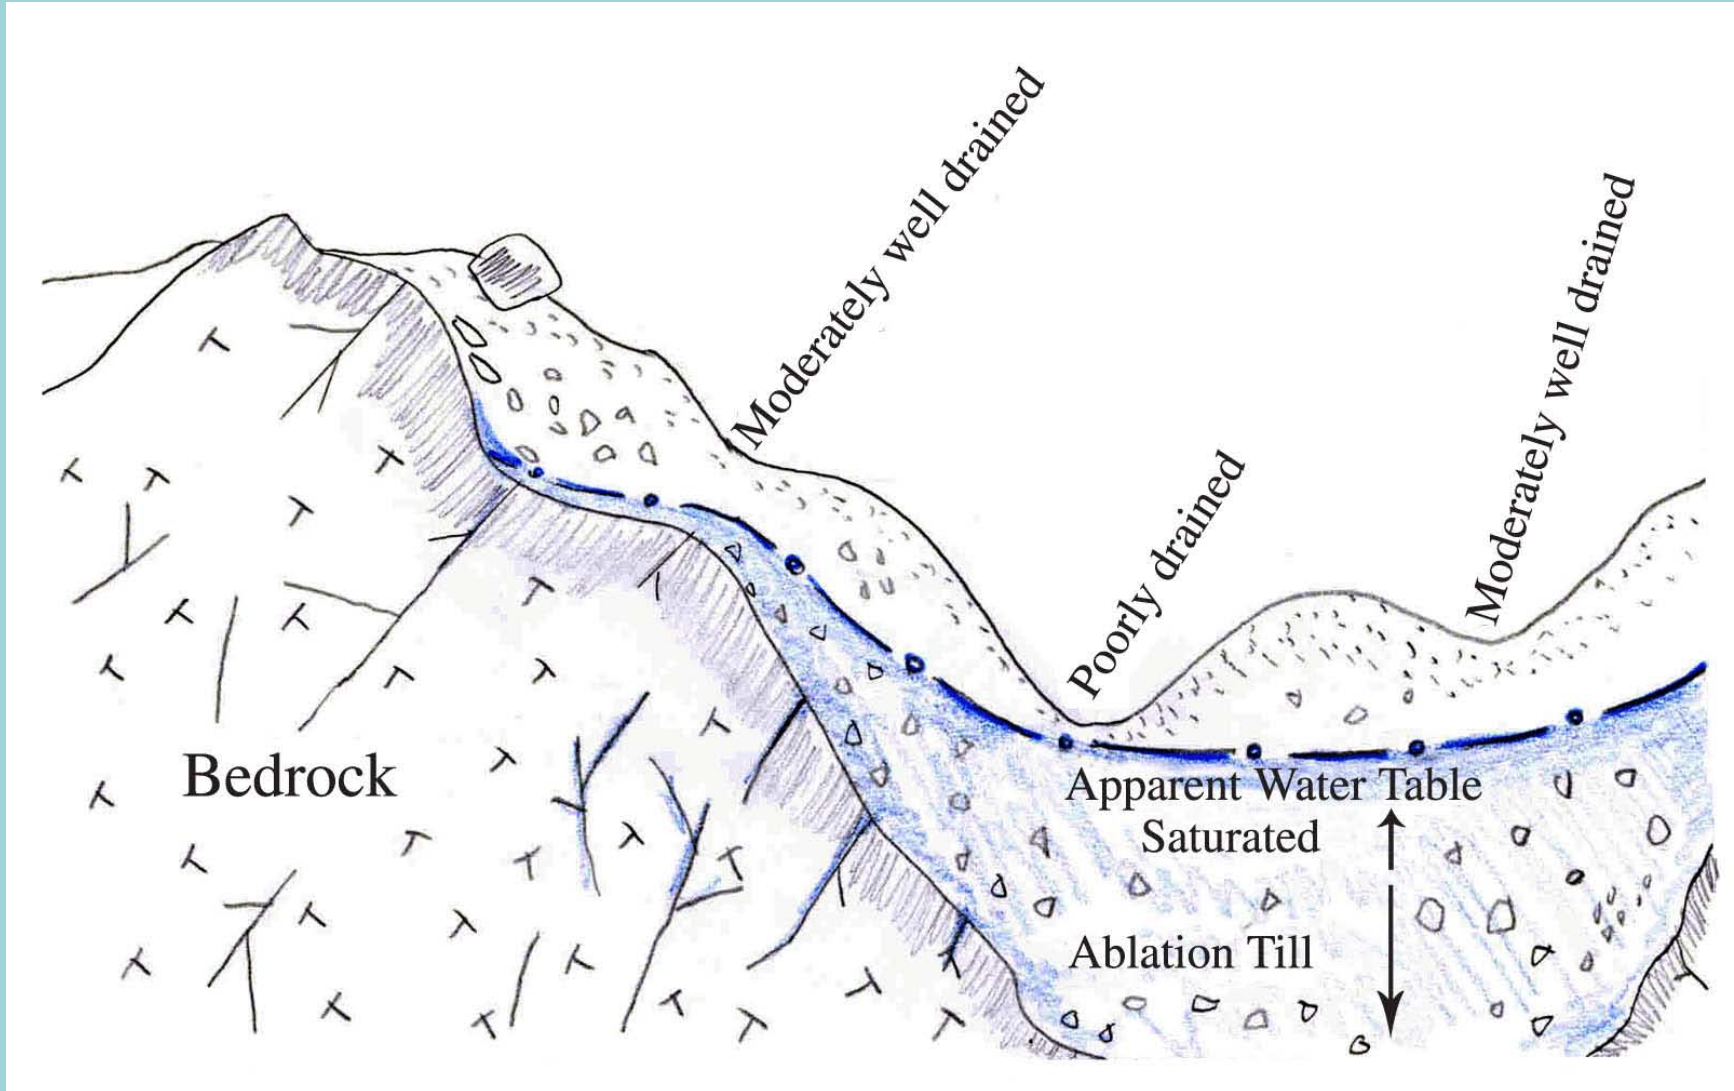 Moderately well drained
Moderately well drained
Poorly drained
Bedrock
Apparent Water Table
Saturated
Ablation Till